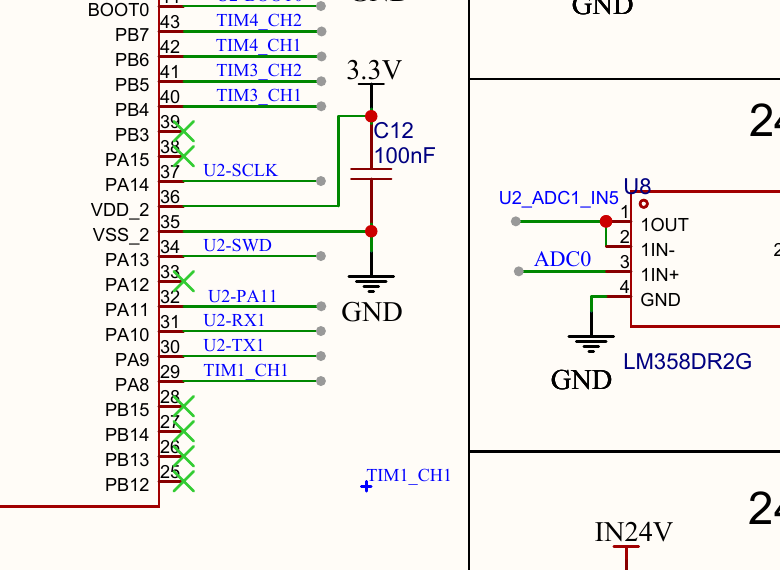 BOOT0
U2-BOOT0
GND
GND
PB7 43 TIM4_CH2
PB6 42 TIM4_CH1
PB5 41 TIM3_CH2
PB4 40 TIM3_CH1
PB3 39
PA15 38
PA14 37 U2-SCLK
VDD_2 36
VSS_2 35
PA13 34 U2-SWD
PA12 33
PA11 32 U2-PA11
PA10 31 U2-RX1
PA9 30 U2-TX1
PA8 29 TIM1_CH1
PB15 28
PB14 27
PB13 26
PB12 25
3.3V
C12
100nF
GND
TIM1_CH1
24
U8
U2_ADC1_IN5
1 1OUT
2 1IN-
ADC0 3 1IN+
4 GND
GND
LM358DR2G
24
IN24V